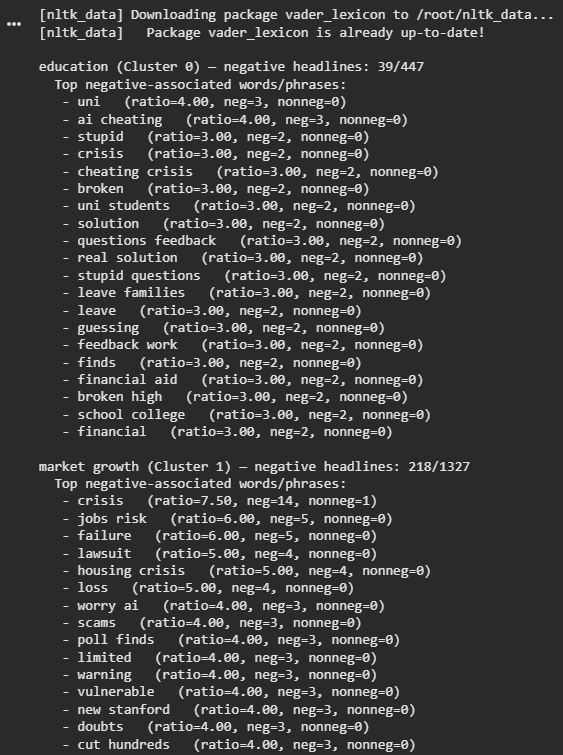 [nltk_data] Downloading package vader_lexicon to /root/nltk_data...
[nltk_data]   Package vader_lexicon is already up-to-date!
education (Cluster 0) — negative headlines: 39/447
  Top negative-associated words/phrases:
   - uni   (ratio=4.00, neg=3, nonneg=0)
   - ai cheating   (ratio=4.00, neg=3, nonneg=0)
   - stupid   (ratio=3.00, neg=2, nonneg=0)
   - crisis   (ratio=3.00, neg=2, nonneg=0)
   - cheating crisis   (ratio=3.00, neg=2, nonneg=0)
   - broken   (ratio=3.00, neg=2, nonneg=0)
   - uni students   (ratio=3.00, neg=2, nonneg=0)
   - solution   (ratio=3.00, neg=2, nonneg=0)
   - questions feedback   (ratio=3.00, neg=2, nonneg=0)
   - real solution   (ratio=3.00, neg=2, nonneg=0)
   - stupid questions   (ratio=3.00, neg=2, nonneg=0)
   - leave families   (ratio=3.00, neg=2, nonneg=0)
   - leave   (ratio=3.00, neg=2, nonneg=0)
   - guessing   (ratio=3.00, neg=2, nonneg=0)
   - feedback work   (ratio=3.00, neg=2, nonneg=0)
   - finds   (ratio=3.00, neg=2, nonneg=0)
   - financial aid   (ratio=3.00, neg=2, nonneg=0)
   - broken high   (ratio=3.00, neg=2, nonneg=0)
   - school college   (ratio=3.00, neg=2, nonneg=0)
   - financial   (ratio=3.00, neg=2, nonneg=0)
market growth (Cluster 1) — negative headlines: 218/1327
  Top negative-associated words/phrases:
   - crisis   (ratio=7.50, neg=14, nonneg=1)
   - jobs risk   (ratio=6.00, neg=5, nonneg=0)
   - failure   (ratio=6.00, neg=5, nonneg=0)
   - lawsuit   (ratio=5.00, neg=4, nonneg=0)
   - housing crisis   (ratio=5.00, neg=4, nonneg=0)
   - loss   (ratio=5.00, neg=4, nonneg=0)
   - worry ai   (ratio=4.00, neg=3, nonneg=0)
   - scams   (ratio=4.00, neg=3, nonneg=0)
   - poll finds   (ratio=4.00, neg=3, nonneg=0)
   - limited   (ratio=4.00, neg=3, nonneg=0)
   - warning   (ratio=4.00, neg=3, nonneg=0)
   - vulnerable   (ratio=4.00, neg=3, nonneg=0)
   - new stanford   (ratio=4.00, neg=3, nonneg=0)
   - doubts   (ratio=4.00, neg=3, nonneg=0)
   - cut hundreds   (ratio=4.00, neg=3, nonneg=0)